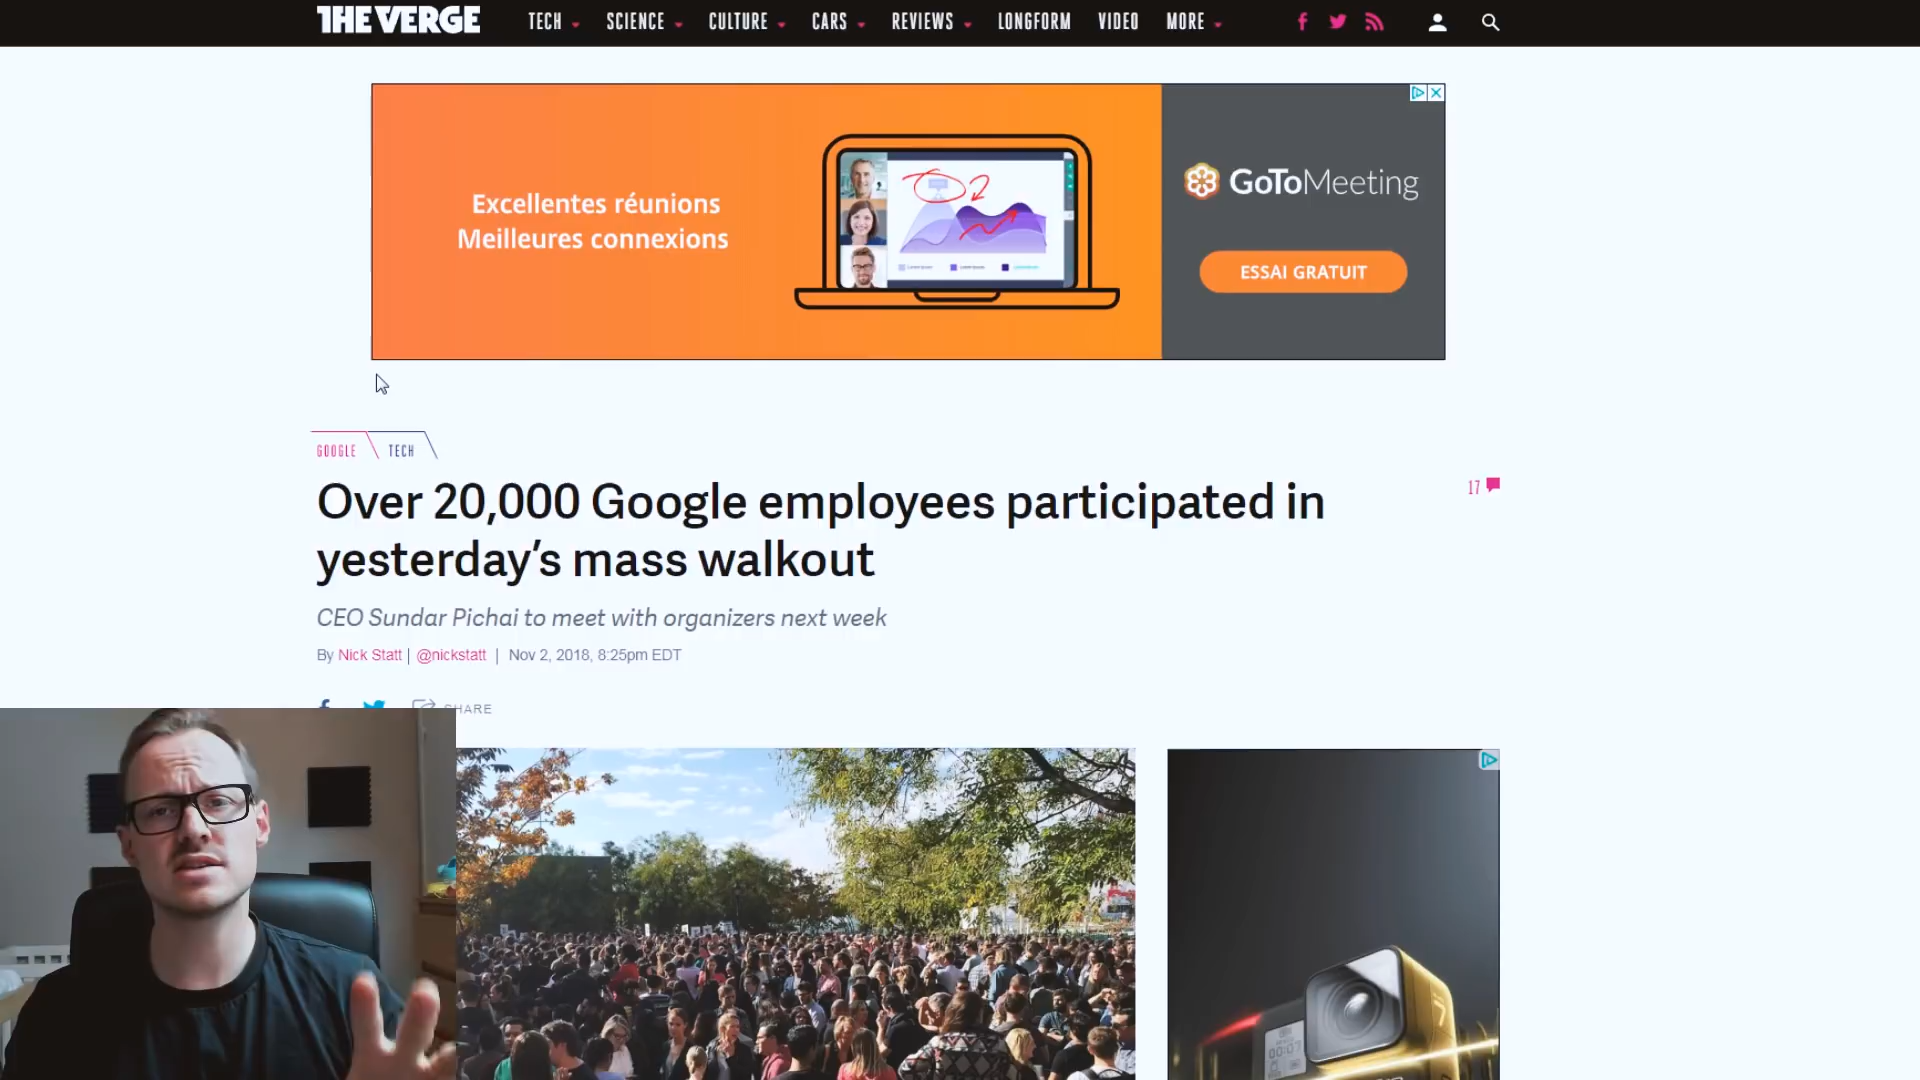 THE VERGE
TECH
SCIENCE
CULTURE
CARS
REVIEWS
LONGFORM
VIDEO
MORE
Excellentes réunions
Meilleures connexions
GoToMeeting
ESSAI GRATUIT
GOOGLE
TECH
Over 20,000 Google employees participated in
yesterday’s mass walkout
17
CEO Sundar Pichai to meet with organizers next week
By Nick Statt | @nickstatt | Nov 2, 2018, 8:25pm EDT
SHARE